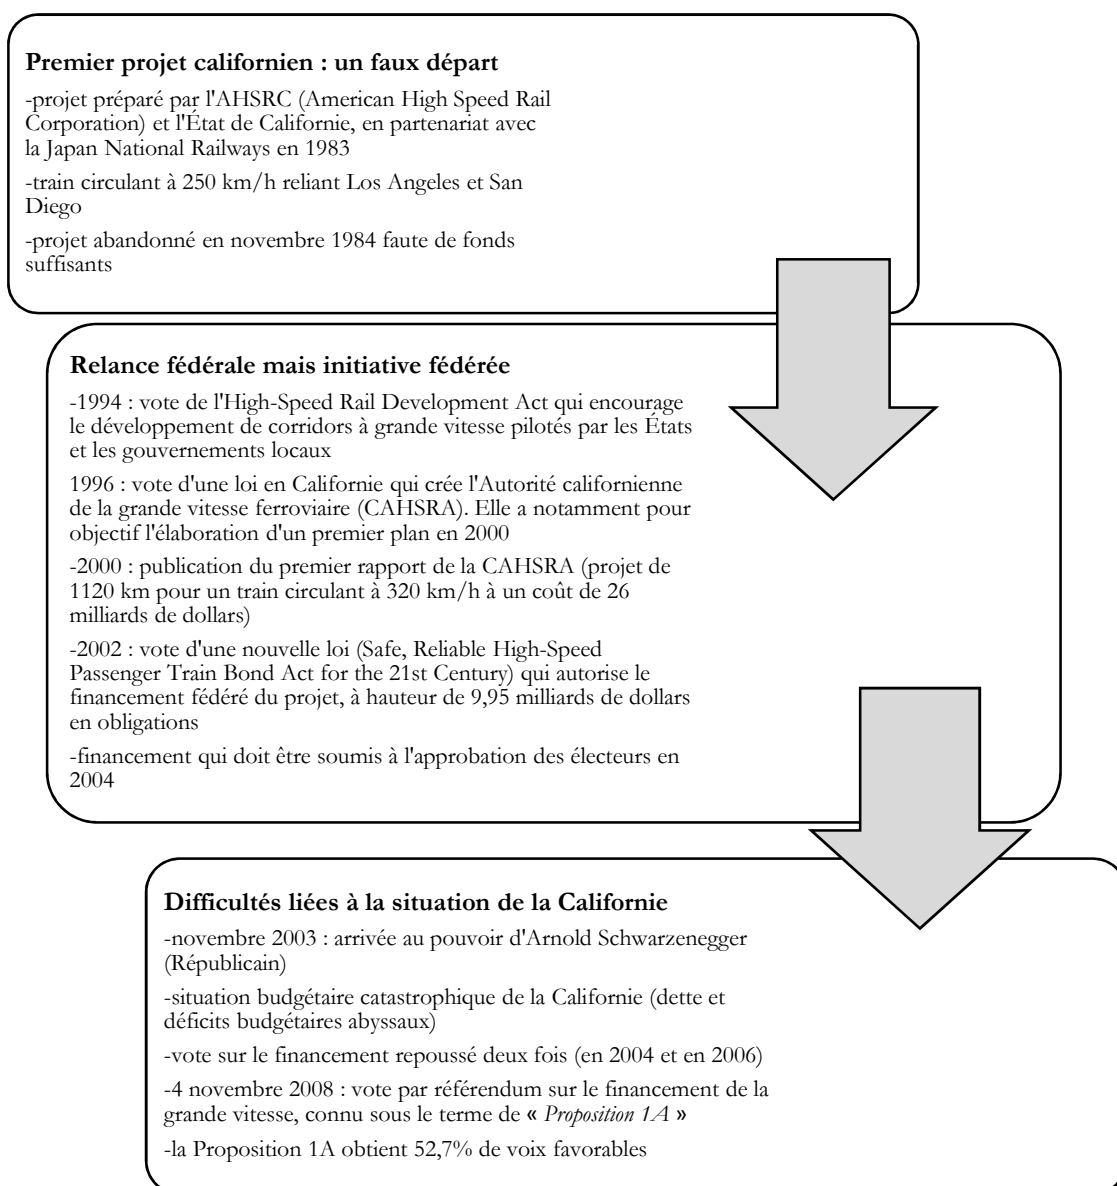 Premier projet californien : un faux départ
-projet préparé par l'AHSRC (American High Speed Rail
Corporation) et l'État de Californie, en partenariat avec
la Japan National Railways en 1983
-train circulant à 250 km/h reliant Los Angeles et San
Diego
-projet abandonné en novembre 1984 faute de fonds
suffisants
Relance fédérale mais initiative fédérée
-1994 : vote de l'High-Speed Rail Development Act qui encourage
le développement de corridors à grande vitesse pilotés par les États
et les gouvernements locaux
1996 : vote d'une loi en Californie qui crée l'Autorité californienne
de la grande vitesse ferroviaire (CAHSRA). Elle a notamment pour
objectif l'élaboration d'un premier plan en 2000
-2000 : publication du premier rapport de la CAHSRA (projet de
1120 km pour un train circulant à 320 km/h à un coût de 26
milliards de dollars)
-2002 : vote d'une nouvelle loi (Safe, Reliable High-Speed
Passenger Train Bond Act for the 21st Century) qui autorise le
financement fédéré du projet, à hauteur de 9,95 milliards de dollars
en obligations
-financement qui doit être soumis à l'approbation des électeurs en
2004
Difficultés liées à la situation de la Californie
-novembre 2003 : arrivée au pouvoir d'Arnold Schwarzenegger
(Républicain)
-situation budgétaire catastrophique de la Californie (dette et
déficits budgétaires abyssaux)
-vote sur le financement repoussé deux fois (en 2004 et en 2006)
-4 novembre 2008 : vote par référendum sur le financement de la
grande vitesse, connu sous le terme de « Proposition 1A »
-la Proposition 1A obtient 52,7% de voix favorables